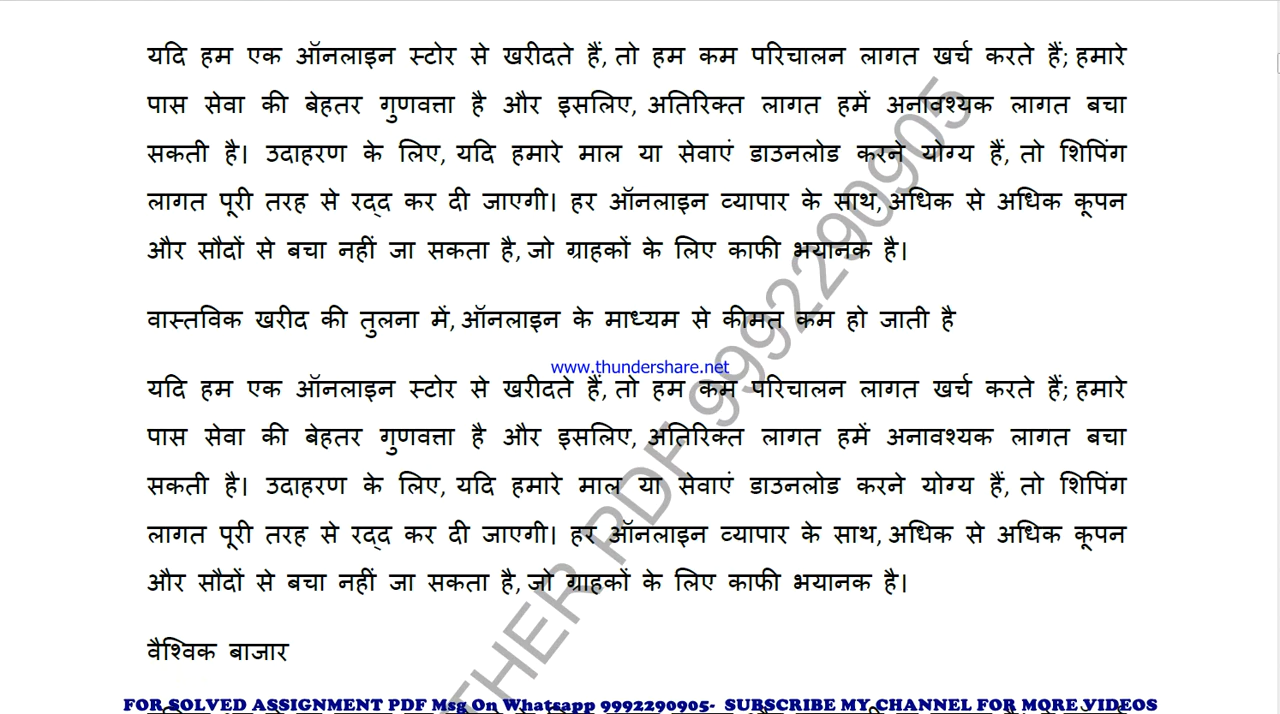 यदि हम एक ऑनलाइन स्टोर से खरीदते हैं, तो हम कम परिचालन लागत खर्च करते हैं; हमारे
पास सेवा की बेहतर गुणवत्ता है और इसलिए, अतिरिक्त लागत हमें अनावश्यक लागत बचा
सकती है। उदाहरण के लिए, यदि हमारे माल या सेवाएं डाउनलोड करने योग्य हैं, तो शिपिंग
लागत पूरी तरह से रद्द कर दी जाएगी। हर ऑनलाइन व्यापार के साथ, अधिक से अधिक कूपन
और सौदों से बचा नहीं जा सकता है, जो ग्राहकों के लिए काफी भयानक है।
वास्तविक खरीद की तुलना में, ऑनलाइन के माध्यम से कीमत कम हो जाती है
www.thundershare.net
यदि हम एक ऑनलाइन स्टोर से खरीदते हैं, तो हम कम परिचालन लागत खर्च करते हैं; हमारे
पास सेवा की बेहतर गुणवत्ता है और इसलिए, अतिरिक्त लागत हमें अनावश्यक लागत बचा
सकती है। उदाहरण के लिए, यदि हमारे माल या सेवाएं डाउनलोड करने योग्य हैं, तो शिपिंग
लागत पूरी तरह से रद्द कर दी जाएगी। हर ऑनलाइन व्यापार के साथ, अधिक से अधिक कूपन
और सौदों से बचा नहीं जा सकता है, जो ग्राहकों के लिए काफी भयानक है।
वैश्विक बाजार
THER PDF 9992290905
FOR SOLVED ASSIGNMENT PDF Msg On Whatsapp 9992290905- SUBSCRIBE MY CHANNEL FOR MORE VIDEOS